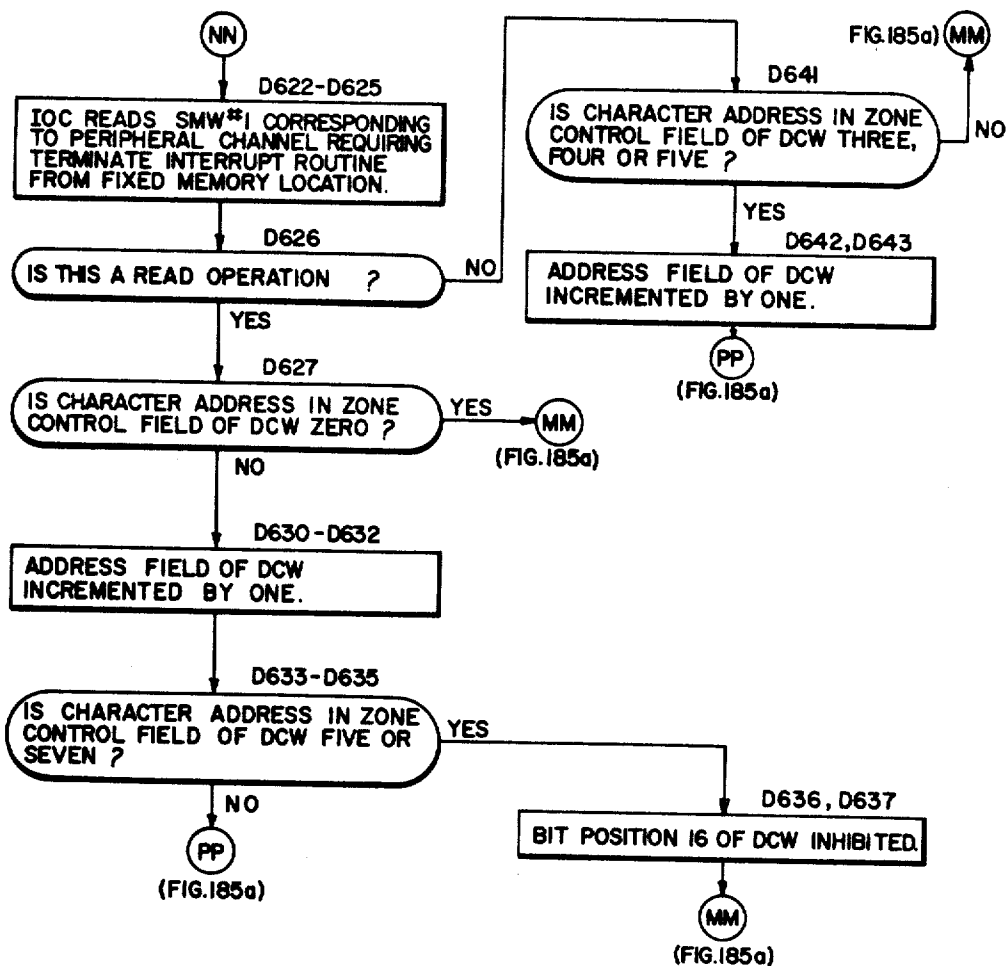 NN
D622-D625
IOC READS SMW#1 CORRESPONDING
TO PERIPHERAL CHANNEL REQUIRING
TERMINATE INTERRUPT ROUTINE
FROM FIXED MEMORY LOCATION.
D626
IS THIS A READ OPERATION ?
NO
YES
D627
IS CHARACTER ADDRESS IN ZONE
CONTROL FIELD OF DCW ZERO ?
YES
MM
(FIG.185a)
NO
D630-D632
ADDRESS FIELD OF DCW
INCREMENTED BY ONE.
D633-D635
IS CHARACTER ADDRESS IN ZONE
CONTROL FIELD OF DCW FIVE OR
SEVEN ?
YES
NO
PP
(FIG.185a)
D636, D637
BIT POSITION 16 OF DCW INHIBITED.
MM
(FIG.185a)
FIG.185a) MM
D641
IS CHARACTER ADDRESS IN ZONE
CONTROL FIELD OF DCW THREE,
FOUR OR FIVE ?
NO
YES
D642,D643
ADDRESS FIELD OF DCW
INCREMENTED BY ONE.
PP
(FIG.185a)